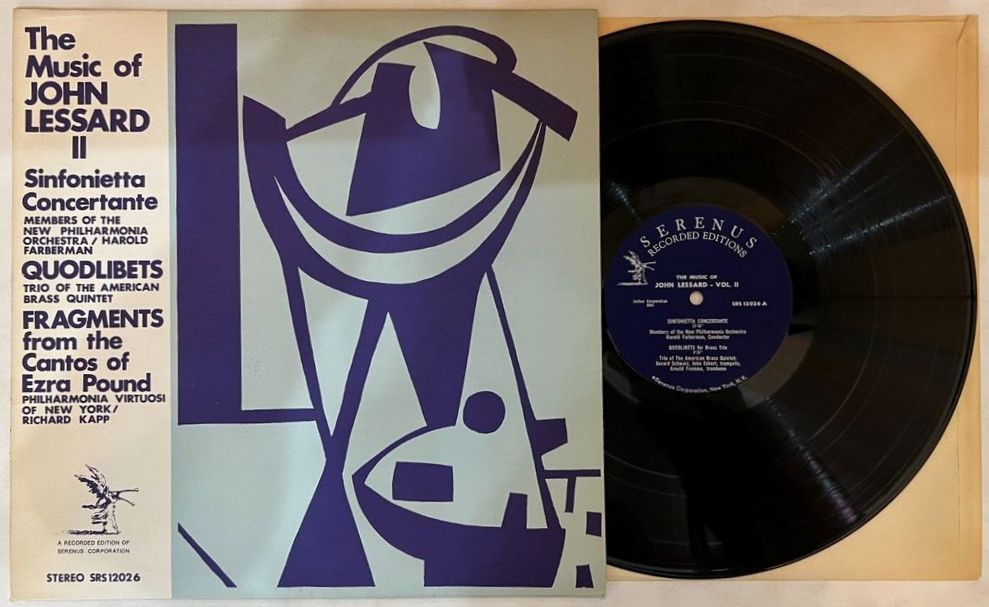 The
Music of
JOHN
LESSARD
II
Sinfonietta
Concertante
MEMBERS OF THE
NEW PHILHARMONIA
ORCHESTRA / HAROLD
FARBERMAN
QUODLIBETS
TRIO OF THE AMERICAN
BRASS QUINTET
FRAGMENTS
from the
Cantos of
Ezra Pound
PHILHARMONIA VIRTUOSI
OF NEW YORK/
RICHARD KAPP
A RECORDED EDITION OF
SERENUS CORPORATION
STEREO SRS12026
SERENUS
RECORDED EDITIONS
THE MUSIC OF
JOHN LESSARD - VOL. II
SRS 12026 A
SINFONIETTA CONCERTANTE
Members of the New Philharmonia Orchestra
Harold Farberman, Conductor
QUODLIBETS for Brass Trio
Trio of The American Brass Quintet:
Gerard Schwarz, John Eckert, trumpets;
Arnold Fromme, trombone
Serenus Corporation, New York, N.Y.